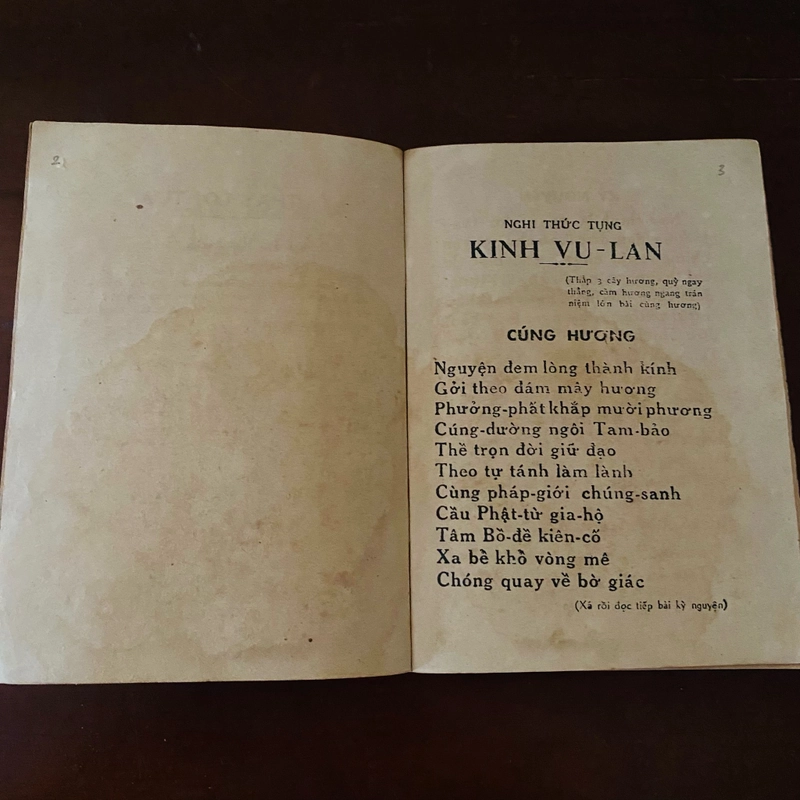 2
3
NGHI THỨC TỤNG
KINH VU-LAN
(Thắp 3 cây hương, quỳ ngay
thẳng, cầm hương ngang trán
niệm lớn bài cúng hương)
CÚNG HƯƠNG
Nguyện đem lòng thành kính
Gởi theo đám mây hương
Phưởng-phất khắp mười phương
Cúng-dường ngôi Tam-bảo
Thề trọn đời giữ đạo
Theo tự tánh làm lành
Cùng pháp-giới chúng-sanh
Cầu Phật-từ gia-hộ
Tâm Bồ-đề kiên-cố
Xa bể khổ vòng mê
Chóng quay về bờ giác
(Xá rồi đọc tiếp bài kỳ nguyện)